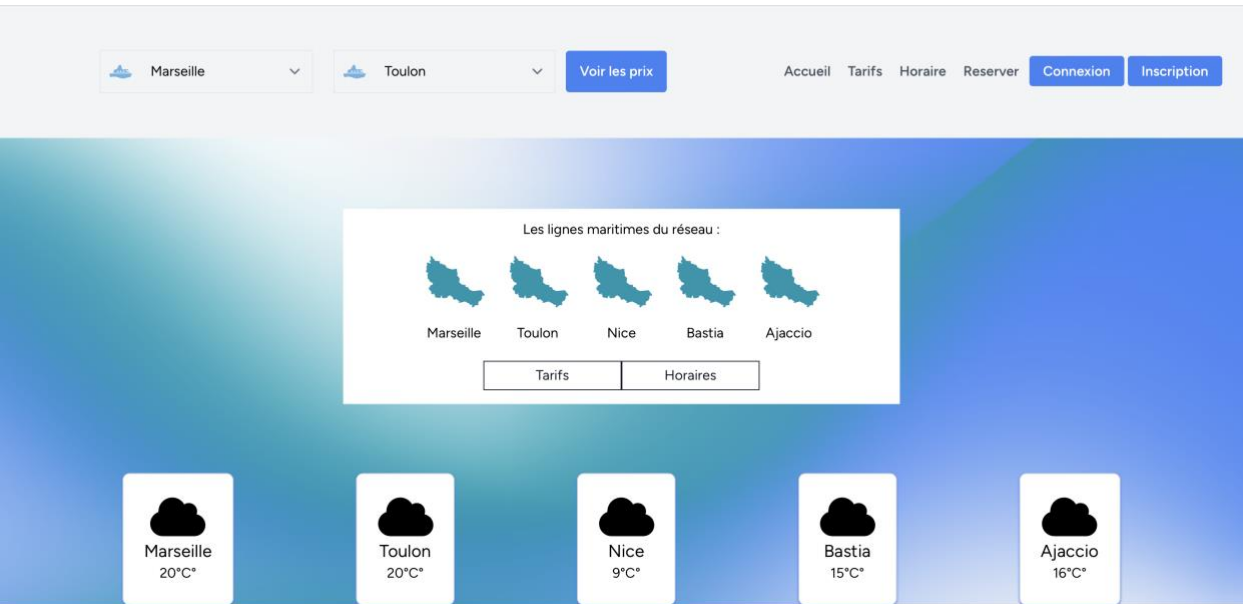 Marseille Toulon Voir les prix Accueil Tarifs Horaire Reserver Connexion Inscription
Les lignes maritimes du réseau :
Marseille Toulon Nice Bastia Ajaccio
Tarifs Horaires
Marseille Toulon Nice Bastia Ajaccio
20°C° 20°C° 9°C° 15°C° 16°C°